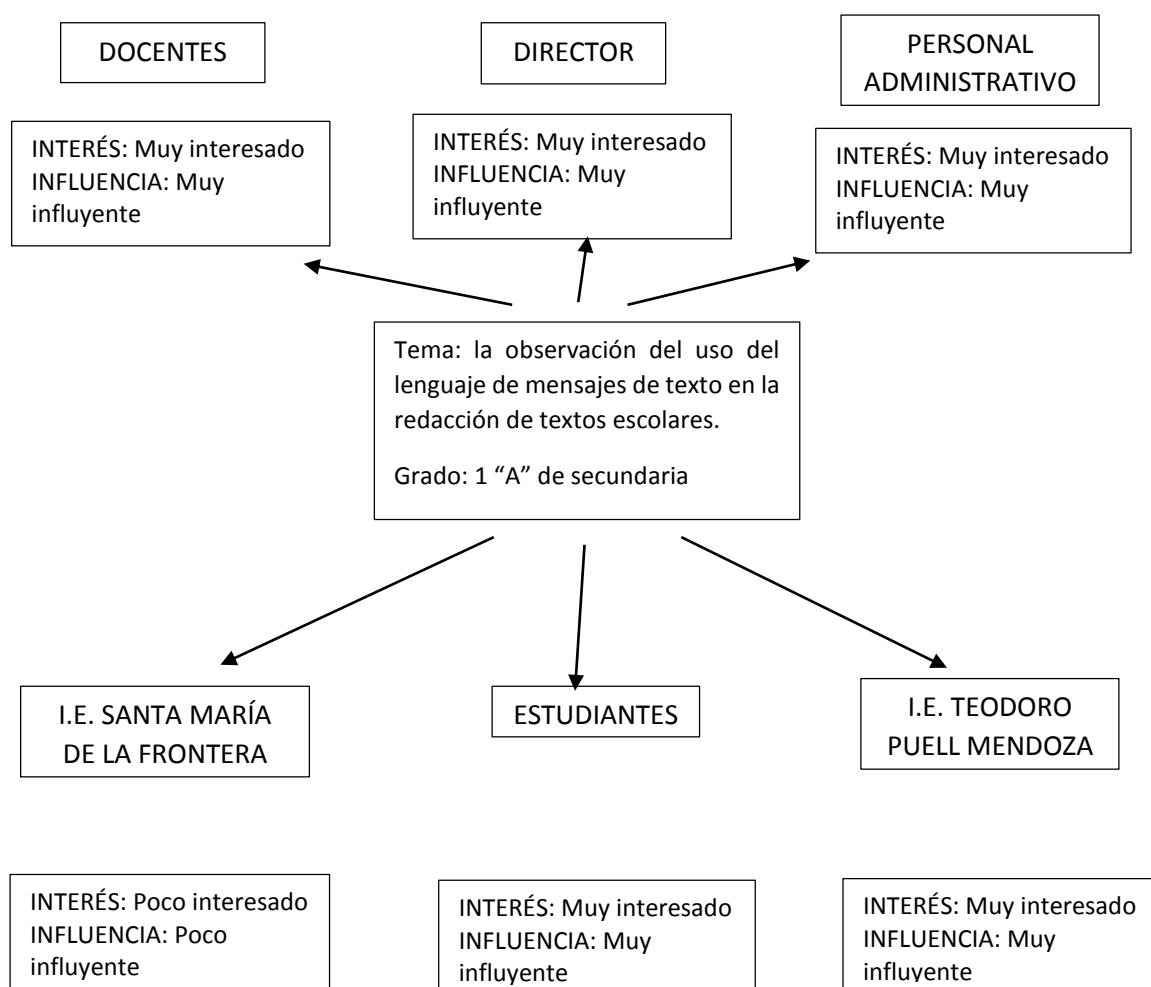 DOCENTES
DIRECTOR
PERSONAL
ADMINISTRATIVO
INTERÉS: Muy interesado
INFLUENCIA: Muy
influyente
INTERÉS: Muy interesado
INFLUENCIA: Muy
influyente
INTERÉS: Muy interesado
INFLUENCIA: Muy
influyente
Tema: la observación del uso del
lenguaje de mensajes de texto en la
redacción de textos escolares.
Grado: 1 “A” de secundaria
I.E. SANTA MARÍA
DE LA FRONTERA
ESTUDIANTES
I.E. TEODORO
PUELL MENDOZA
INTERÉS: Poco interesado
INFLUENCIA: Poco
influyente
INTERÉS: Muy interesado
INFLUENCIA: Muy
influyente
INTERÉS: Muy interesado
INFLUENCIA: Muy
influyente